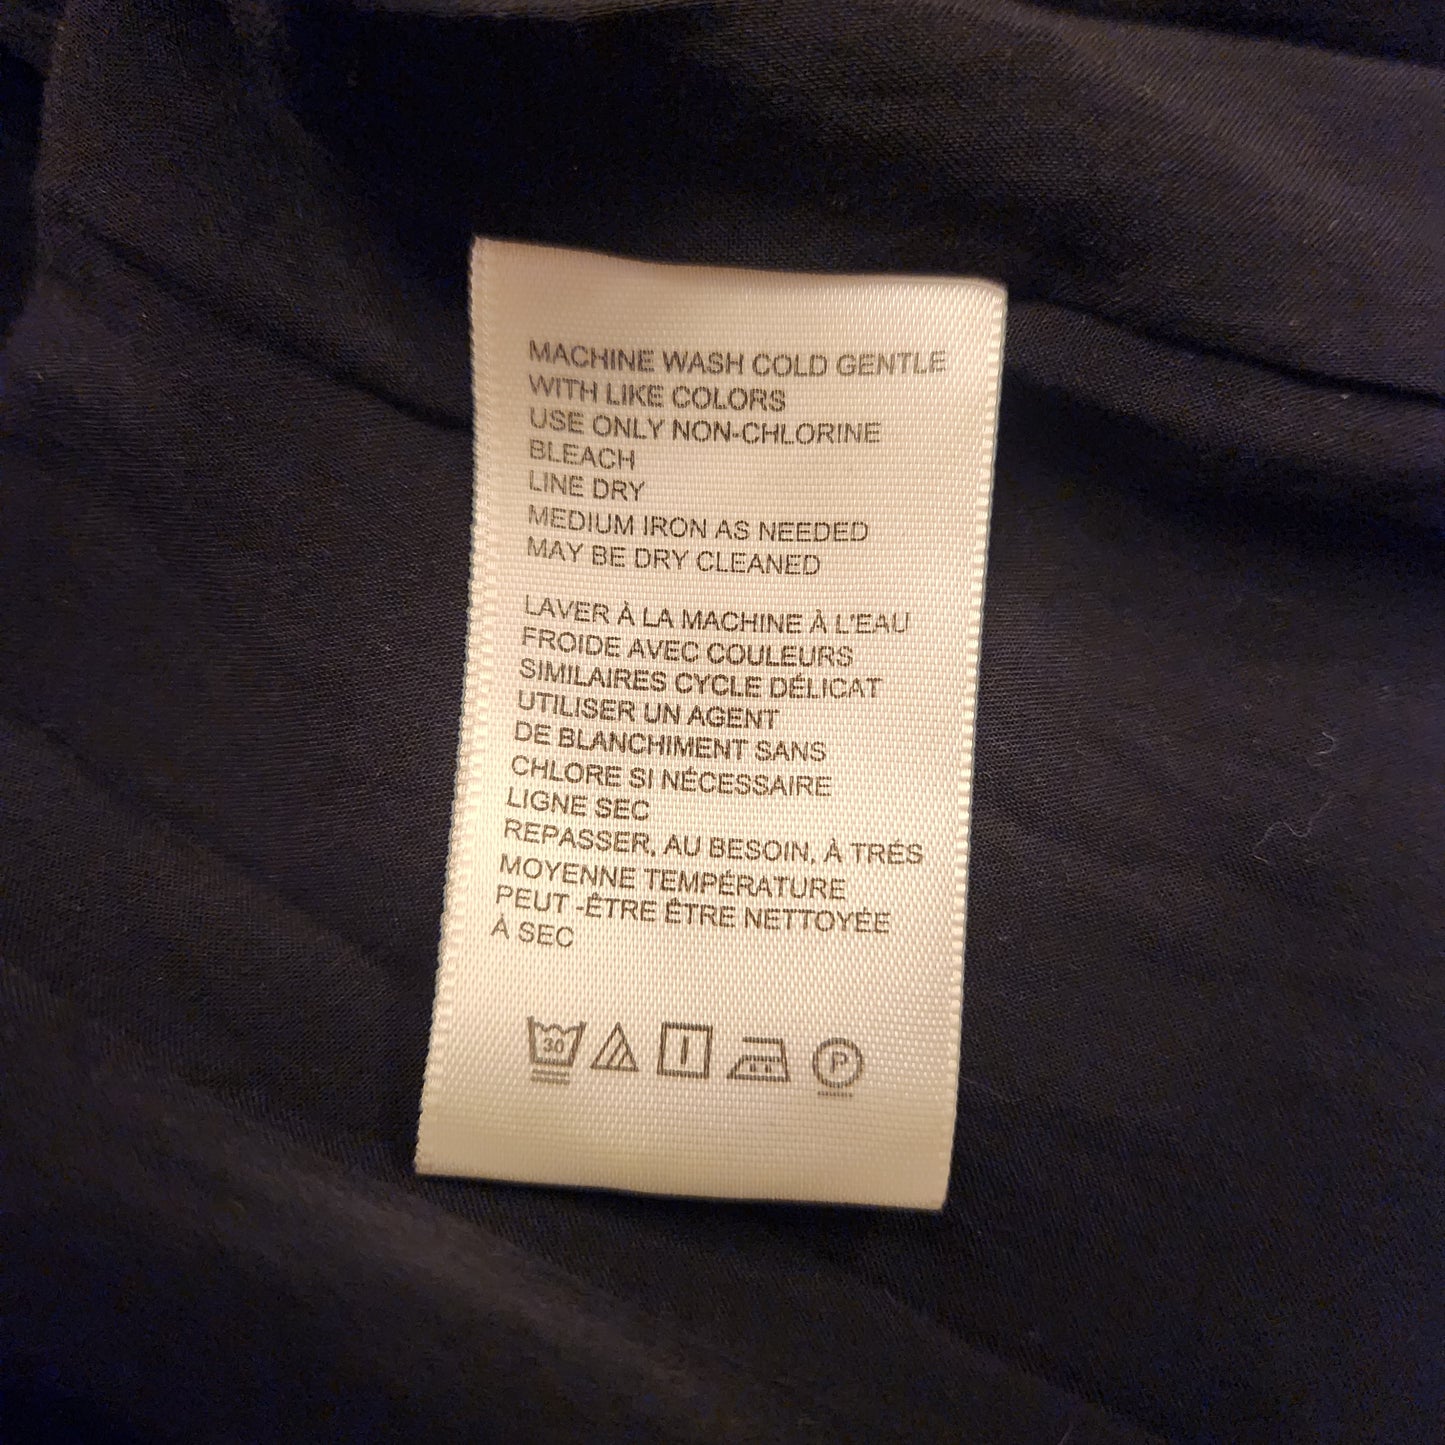 MACHINE WASH COLD GENTLE
WITH LIKE COLORS
USE ONLY NON-CHLORINE
BLEACH
LINE DRY
MEDIUM IRON AS NEEDED
MAY BE DRY CLEANED
LAVER À LA MACHINE À L'EAU
FROIDE AVEC COULEURS
SIMILAIRES CYCLE DÉLICAT
UTILISER UN AGENT
DE BLANCHIMENT SANS
CHLORE SI NÉCESSAIRE
LIGNE SEC
REPASSER, AU BESOIN, À TRÉS
MOYENNE TEMPÉRATURE
PEUT -ÊTRE ÊTRE NETTOYÉE
À SEC
30 P